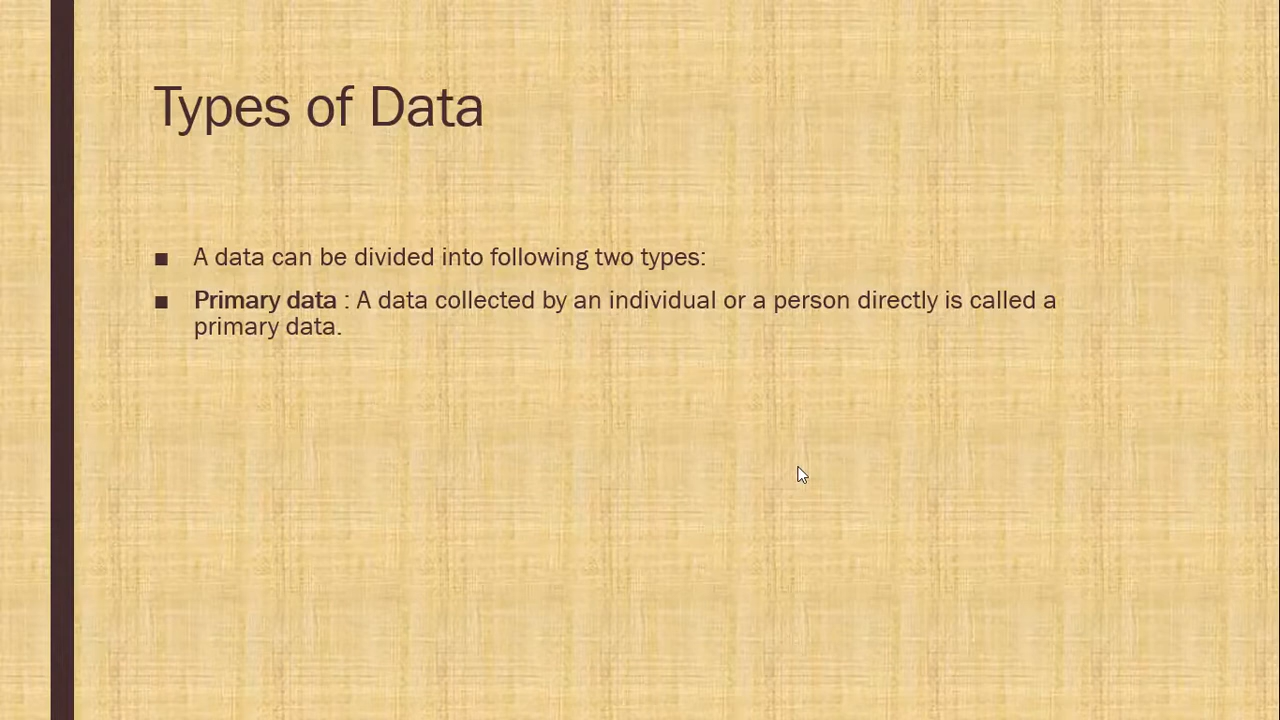 Types of Data
■ A data can be divided into following two types:
■ Primary data : A data collected by an individual or a person directly is called a
primary data.